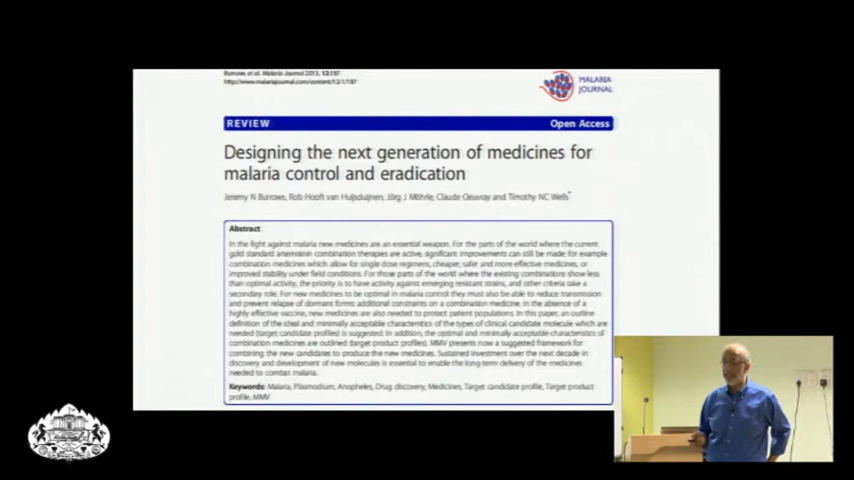 Burrows et al. Malaria Journal 2013, 12:187
http://www.malariajournal.com/content/12/1/187
MALARIA
JOURNAL
REVIEW
Open Access
Designing the next generation of medicines for
malaria control and eradication
Jeremy N Burrows, Rob Hooft van Huijsduijnen, Jörg J Möhrle, Claude Oeuvray and Timothy NC Wells*
Abstract
In the fight against malaria new medicines are an essential weapon. For the parts of the world where the current
gold standard artemisinin combination therapies are active, significant improvements can still be made: for example
combination medicines which allow for single dose regimens, cheaper, safer and more effective medicines, or
improved stability under field conditions. For those parts of the world where the existing combinations show less
than optimal activity, the priority is to have activity against emerging resistant strains, and other criteria take a
secondary role. For new medicines to be optimal in malaria control they must also be able to reduce transmission
and prevent relapse of dormant forms: additional constraints on a combination medicine. In the absence of a
highly effective vaccine, new medicines are also needed to protect patient populations. In this paper, an outline
definition of the ideal and minimally acceptable characteristics of the types of clinical candidate molecule which are
needed (target candidate profiles) is suggested. In addition, the optimal and minimally acceptable characteristics of
combination medicines are outlined (target product profiles). MMV presents now a suggested framework for
combining the new candidates to produce the new medicines. Sustained investment over the next decade in
discovery and development of new molecules is essential to enable the long-term delivery of the medicines
needed to combat malaria.
Keywords: Malaria, Plasmodium, Anopheles, Drug discovery, Medicines, Target candidate profile, Target product
profile, MMV